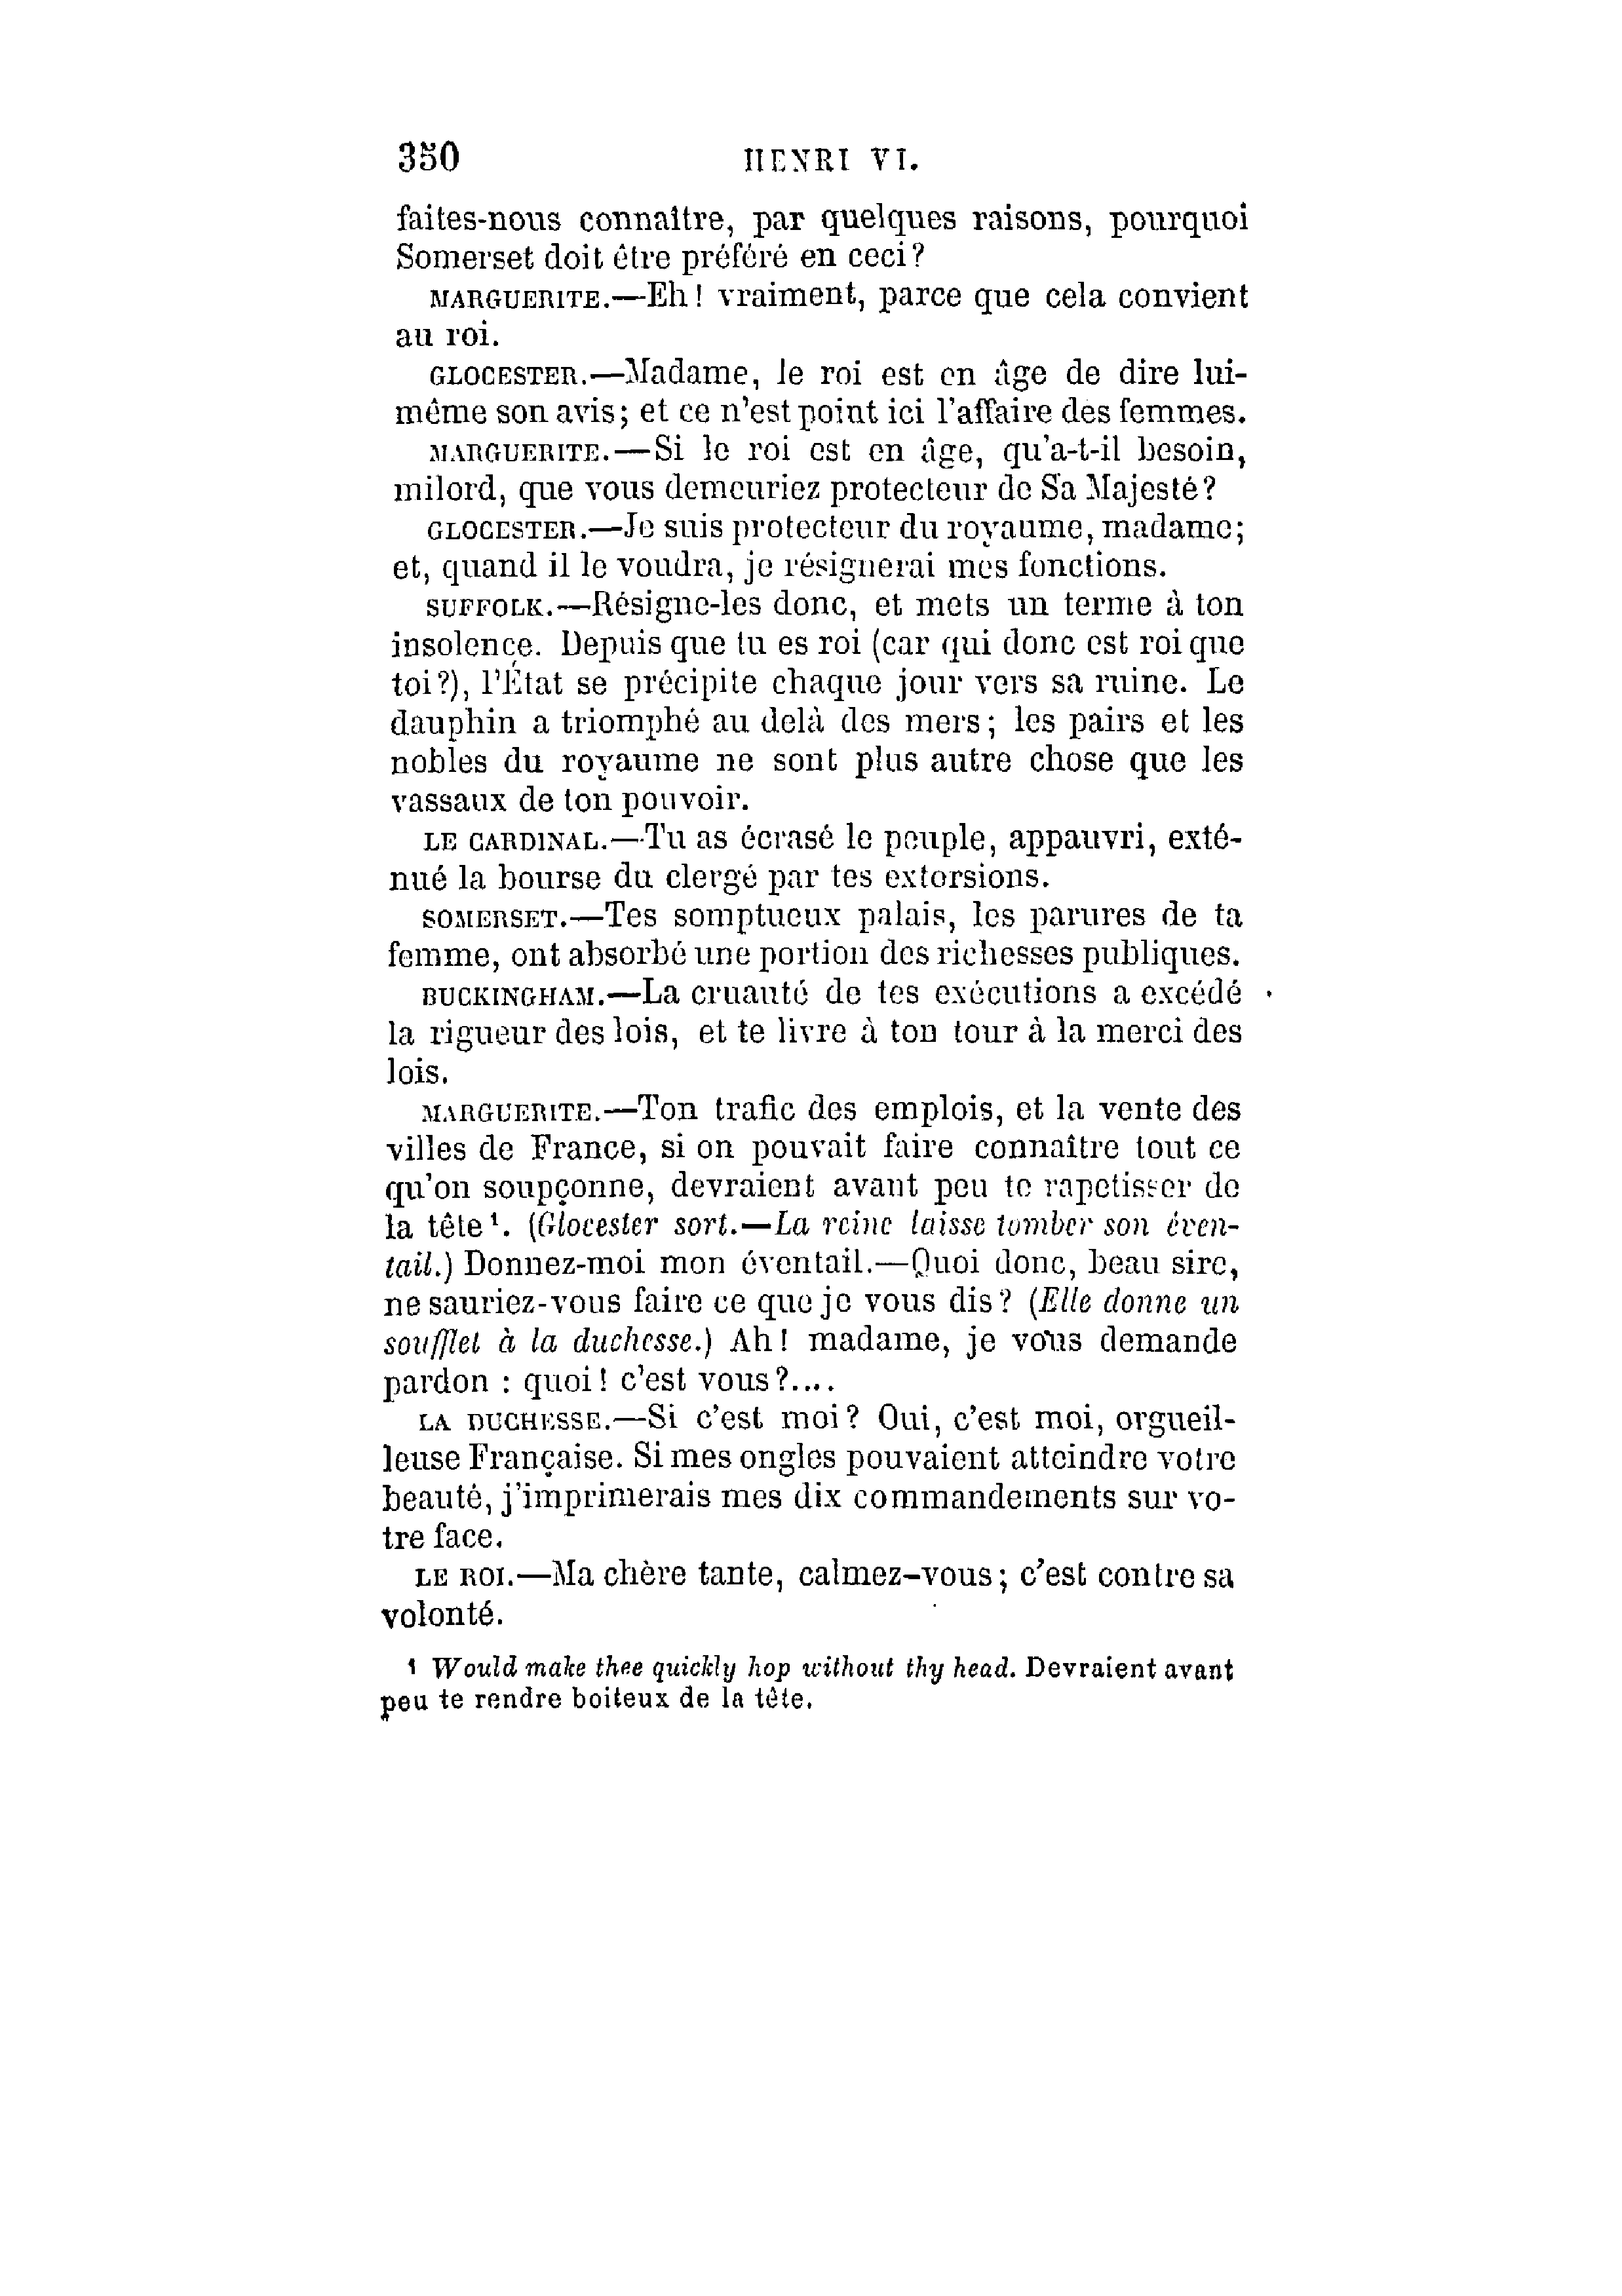 350 HENRI VI.
faites-nous connaître, par quelques raisons, pourquoi
Somerset doit être préféré en ceci?
MARGUERITE.—Eh! vraiment, parce que cela convient
au roi.
GLOCESTER.—Madame, le roi est en âge de dire lui-
même son avis; et ce n'est point ici l'affaire des femmes.
MARGUERITE.—Si le roi est en âge, qu'a-t-il besoin,
milord, que vous demeuriez protecteur de Sa Majesté?
GLOCESTER.—Je suis protecteur du royaume, madame;
et, quand il le voudra, je résignerai mes fonctions.
SUFFOLK.—Résigne-les donc, et mets un terme à ton
insolence. Depuis que tu es roi (car qui donc est roi que
toi?), l'État se précipite chaque jour vers sa ruine. Le
dauphin a triomphé au delà des mers; les pairs et les
nobles du royaume ne sont plus autre chose que les
vassaux de ton pouvoir.
LE CARDINAL.—Tu as écrasé le peuple, appauvri, exté-
nué la bourse du clergé par tes extorsions.
SOMERSET.—Tes somptueux palais, les parures de ta
femme, ont absorbé une portion des richesses publiques.
BUCKINGHAM.—La cruauté de tes exécutions a excédé
la rigueur des lois, et te livre à ton tour à la merci des
lois.
MARGUERITE.—Ton trafic des emplois, et la vente des
villes de France, si on pouvait faire connaître tout ce
qu'on soupçonne, devraient avant peu te rapetisser de
la tête¹. (Glocester sort.—La reine laisse tomber son éven-
tail.) Donnez-moi mon éventail.—Quoi donc, beau sire,
ne sauriez-vous faire ce que je vous dis? (Elle donne un
soufflet à la duchesse.) Ah! madame, je vous demande
pardon : quoi! c'est vous?....
LA DUCHESSE.—Si c'est moi? Oui, c'est moi, orgueil-
leuse Française. Si mes ongles pouvaient atteindre votre
beauté, j'imprimerais mes dix commandements sur vo-
tre face.
LE ROI.—Ma chère tante, calmez-vous; c'est contre sa
volonté.
¹ Would make thee quickly hop without thy head. Devraient avant
peu te rendre boiteux de la tête.